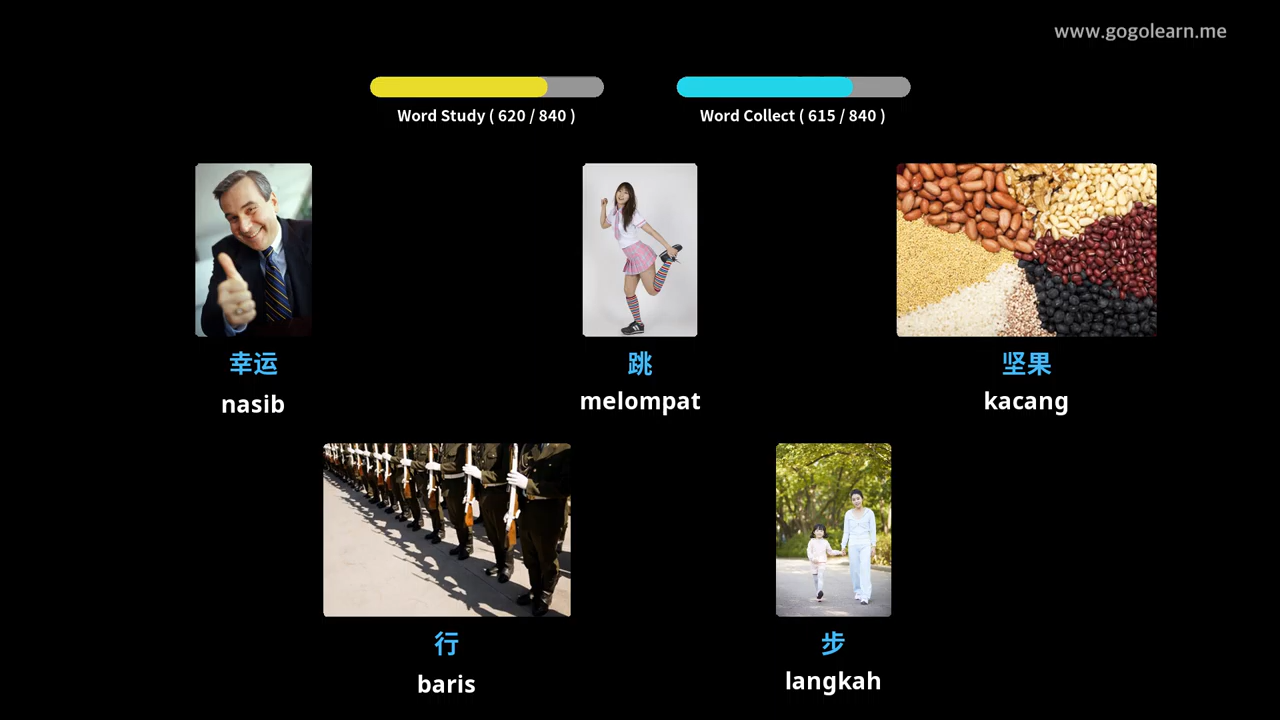 www.gogolearn.me
Word Study ( 620 / 840 )
Word Collect ( 615 / 840 )
幸运
nasib
跳
melompat
坚果
kacang
行
baris
步
langkah